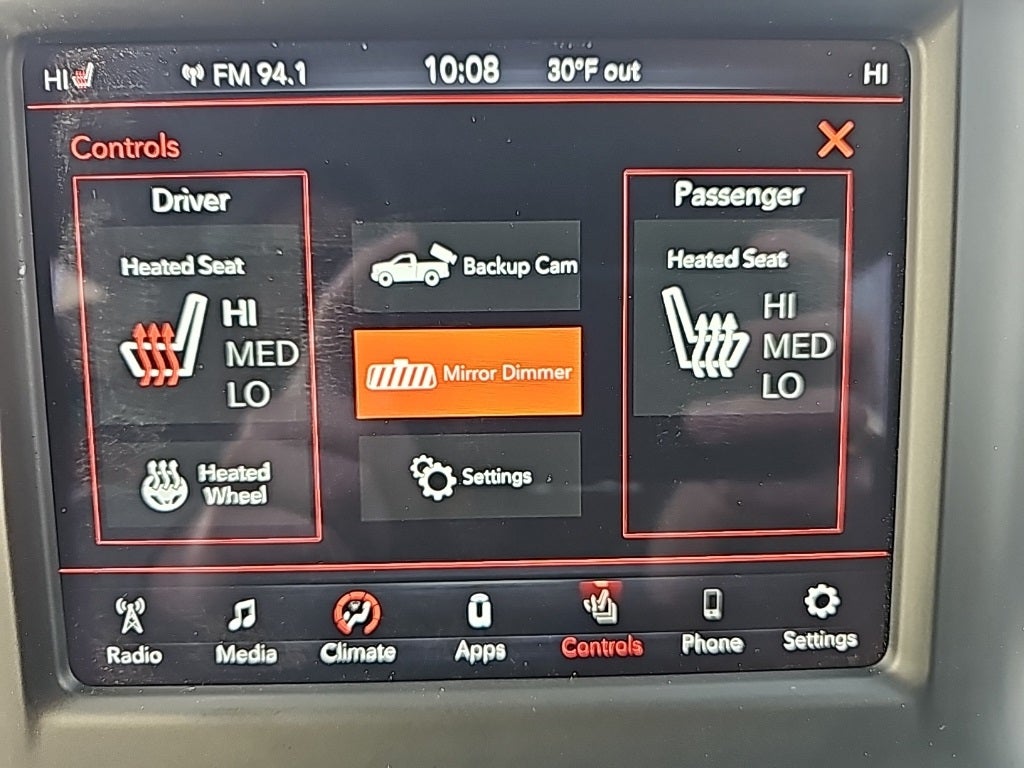 HI FM 94.1 10:08 30°F out HI
Controls
Driver
Heated Seat
HI
MED
LO
Heated
Wheel
Backup Cam
Mirror Dimmer
Settings
Passenger
Heated Seat
HI
MED
LO
Radio Media Climate Apps Controls Phone Settings